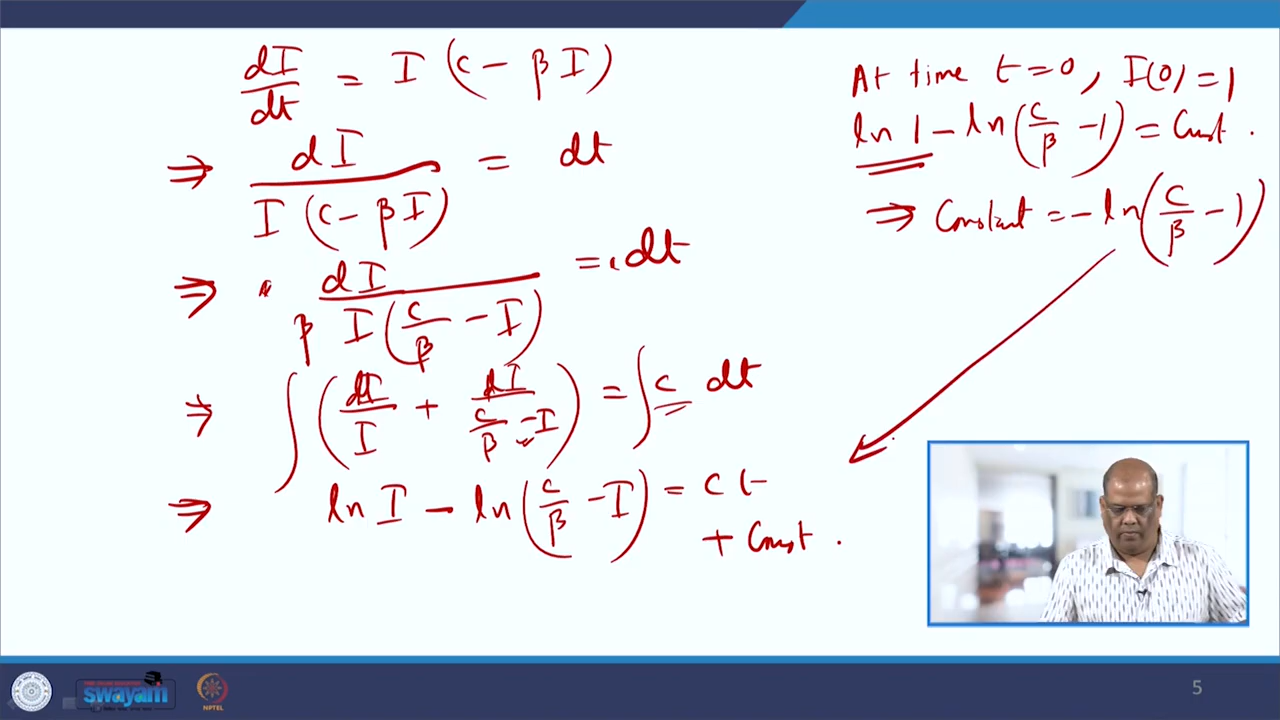 dI/dt = I (c − βI)
⇒ dI / I (c − βI) = dt
⇒ dI / β I (c/β − I) = dt
⇒ ∫ (dI/I + dI / c/β − I) = ∫ c dt
⇒ ln I − ln (c/β − I) = ct
+ Const .
At time t = 0, I(0) = 1
ln 1 − ln (c/β − 1) = Const .
⇒ Constant = − ln (c/β − 1)
swayam
NPTEL
5